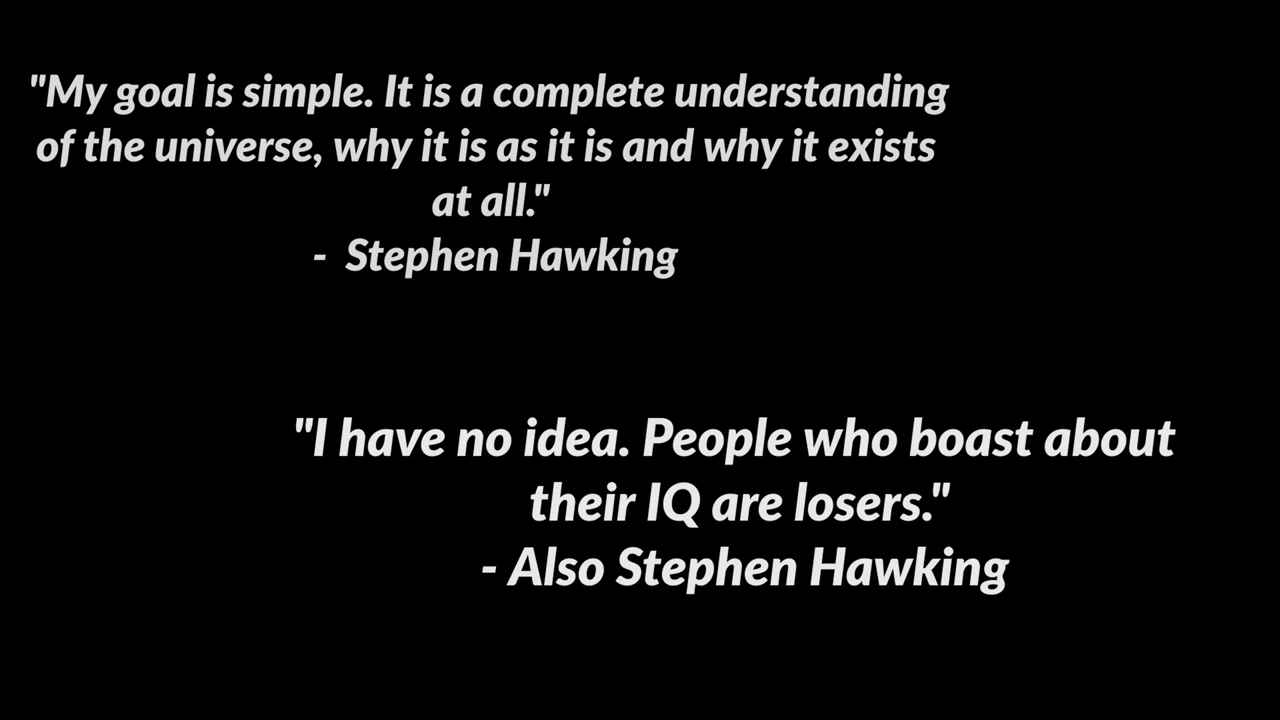 "My goal is simple. It is a complete understanding
of the universe, why it is as it is and why it exists
at all."
- Stephen Hawking
"I have no idea. People who boast about
their IQ are losers."
- Also Stephen Hawking